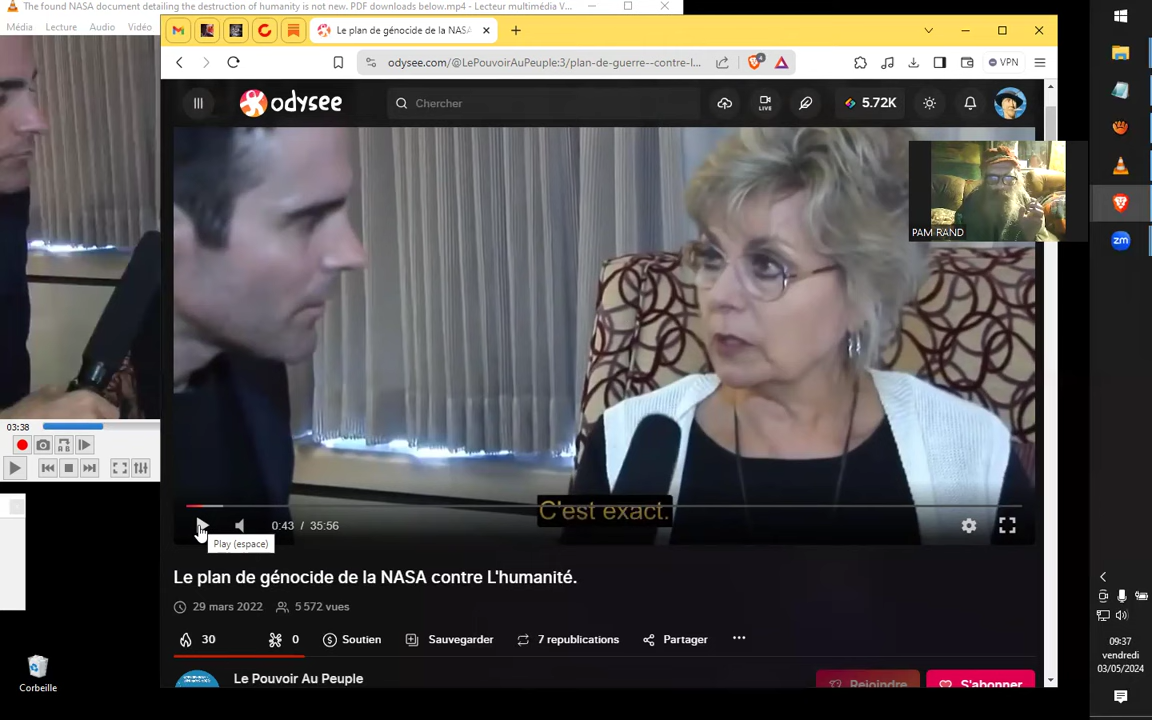 The found NASA document detailing the destruction of humanity is not new. PDF downloads below.mp4 - Lecteur multimédia V...
Média Lecture Audio Vidéo
Le plan de génocide de la NASA
odysee.com/@LePouvoirAuPeuple:3/plan-de-guerre--contre-l...
4
VPN
odysee
Chercher
LIVE
5.72K
PAM RAND
zm
C'est exact.
03:38
A B
0:43 / 35:56
Play (espace)
Le plan de génocide de la NASA contre L'humanité.
29 mars 2022 5 572 vues
30 0 Soutien Sauvegarder 7 republications Partager
Le Pouvoir Au Peuple
Rejoindre S'abonner
Corbeille
09:37
vendredi
03/05/2024